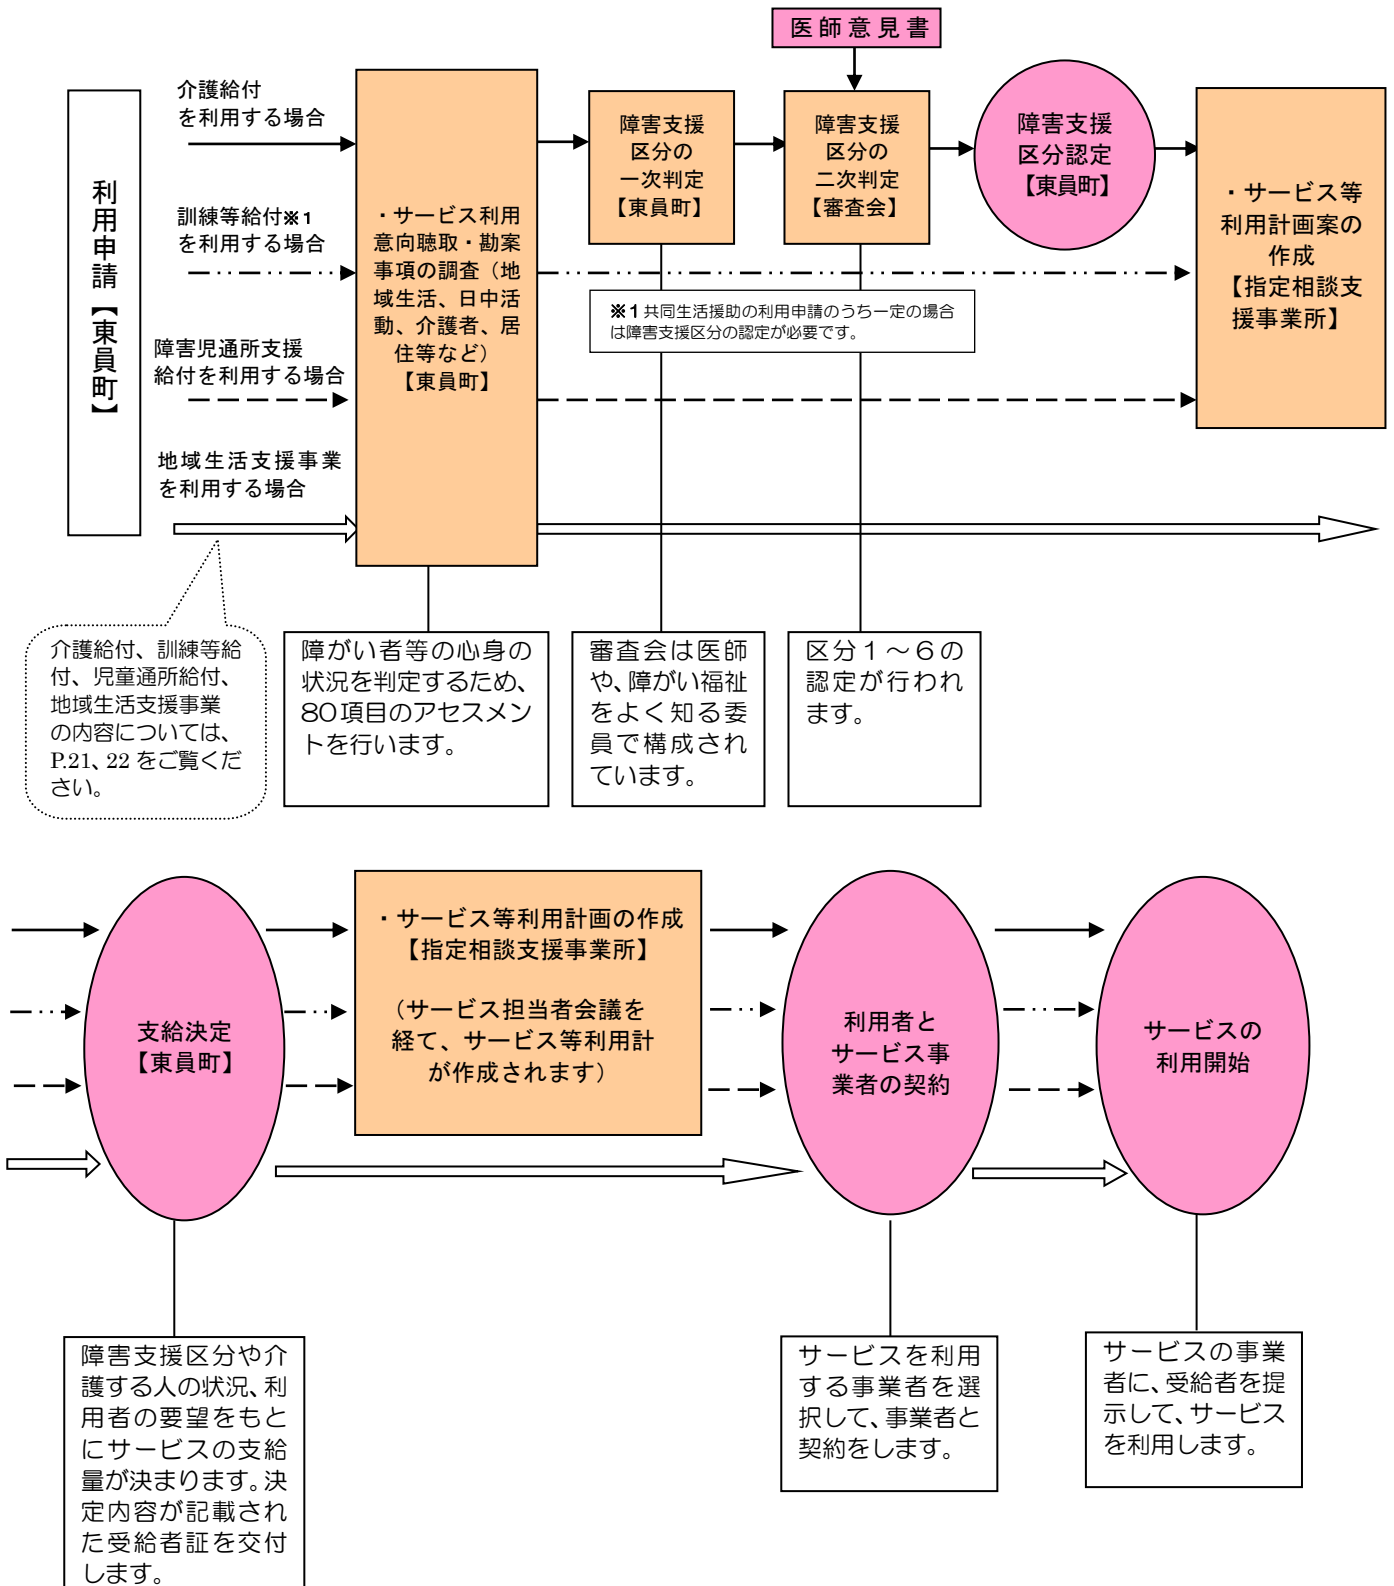 医師意見書
利用申請【東員町】
介護給付
を利用する場合
訓練等給付※1
を利用する場合
障害児通所支援
給付を利用する場合
地域生活支援事業
を利用する場合
・サービス利用
意向聴取・勘案
事項の調査（地
域生活、日中活
動、介護者、居
住等など）
【東員町】
障害支援
区分の
一次判定
【東員町】
障害支援
区分の
二次判定
【審査会】
障害支援
区分認定
【東員町】
・サービス等
利用計画案の
作成
【指定相談支
援事業所】
※1 共同生活援助の利用申請のうち一定の場合
は障害支援区分の認定が必要です。
介護給付、訓練等給
付、児童通所給付、
地域生活支援事業
の内容については、
P.21、22 をご覧くだ
さい。
障がい者等の心身の
状況を判定するため、
80項目のアセスメン
トを行います。
審査会は医師
や、障がい福祉
をよく知る委
員で構成され
ています。
区分１～６の
認定が行われ
ます。
支給決定
【東員町】
・サービス等利用計画の作成
【指定相談支援事業所】
（サービス担当者会議を
経て、サービス等利用計
が作成されます）
利用者と
サービス事
業者の契約
サービスの
利用開始
障害支援区分や介
護する人の状況、利
用者の要望をもと
にサービスの支給
量が決まります。決
定内容が記載され
た受給者証を交付
します。
サービスを利用
する事業者を選
択して、事業者と
契約をします。
サービスの事業
者に、受給者を提
示して、サービス
を利用します。